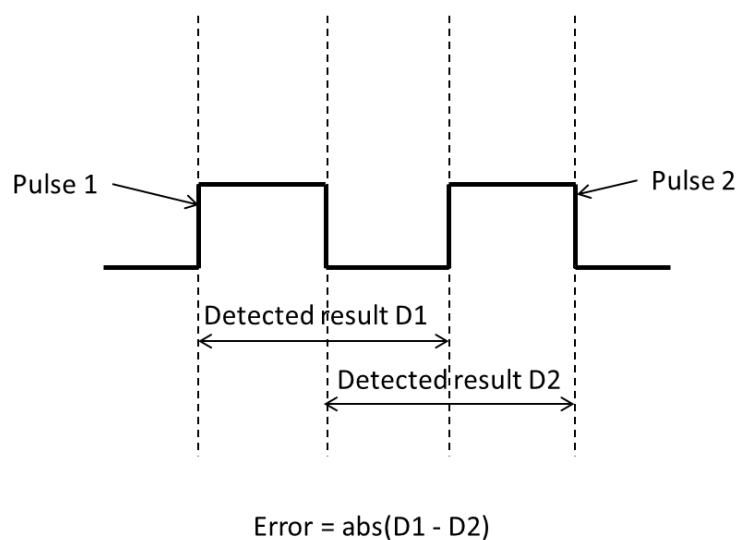 Pulse 1
Pulse 2
Detected result D1
Detected result D2
Error = abs(D1 - D2)